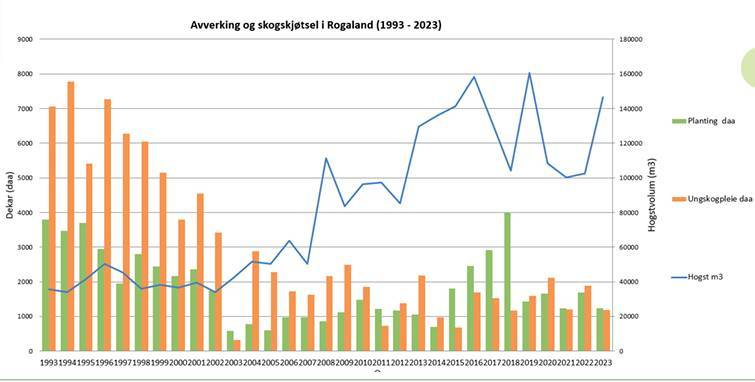 Avverking og skogskjøtsel i Rogaland (1993 - 2023)
9000
8000
7000
6000
5000
4000
3000
2000
1000
0
Dekar (daa)
180000
160000
140000
120000
100000
80000
60000
40000
20000
0
Hogstvolum (m3)
1993 1994 1995 1996 1997 1998 1999 2000 2001 2002 2003 2004 2005 2006 2007 2008 2009 2010 2011 2012 2013 2014 2015 2016 2017 2018 2019 2020 2021 2022 2023
Planting daa
Ungskogpleie daa
Hogst m3